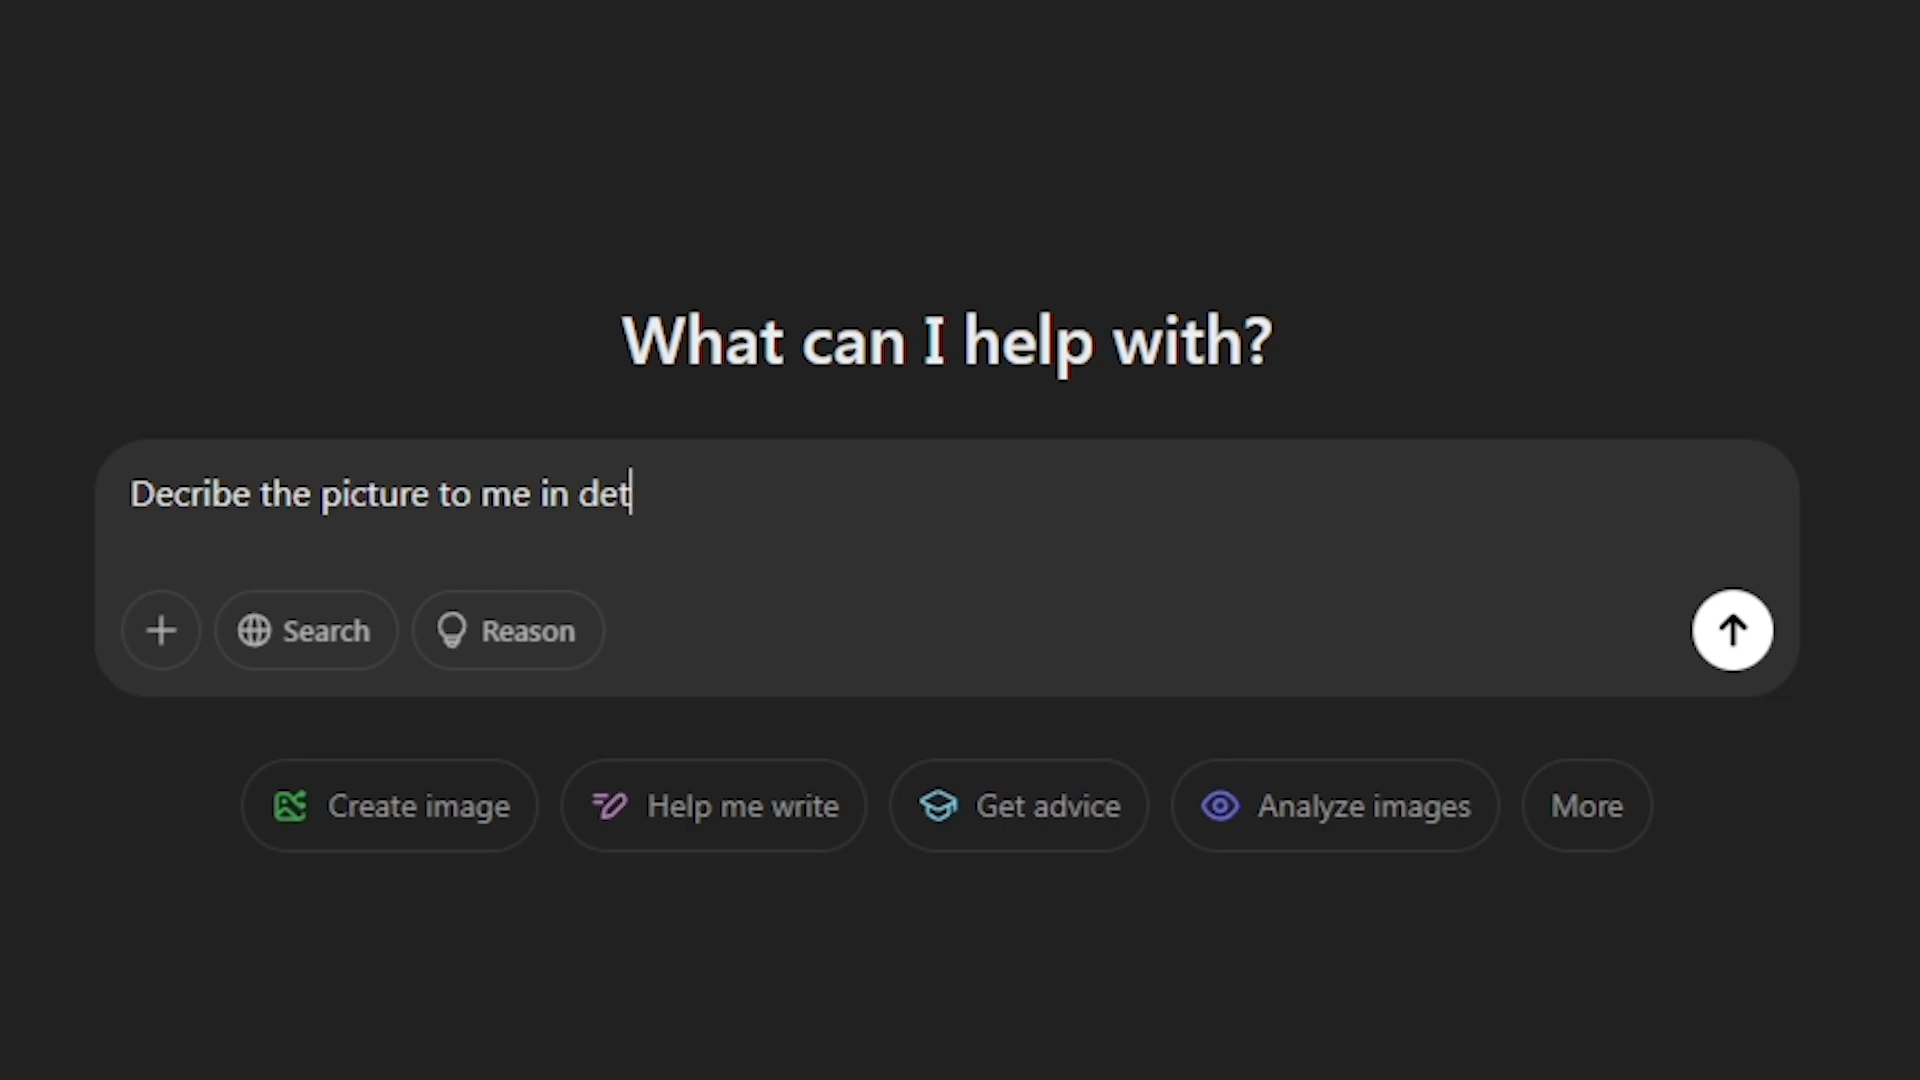 What can I help with?
Decribe the picture to me in det
Search
Reason
Create image
Help me write
Get advice
Analyze images
More